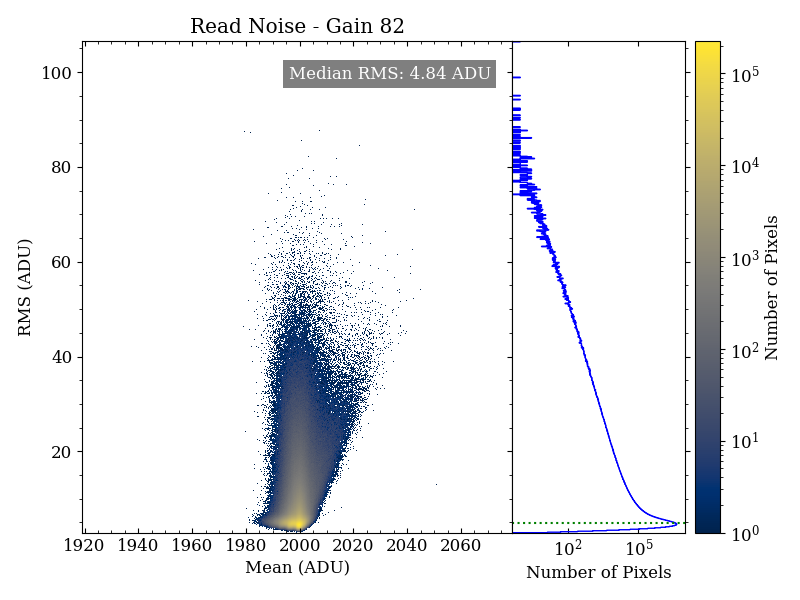 Read Noise - Gain 82
Median RMS: 4.84 ADU
RMS (ADU)
100
80
60
40
20
1920 1940 1960 1980 2000 2020 2040 2060
Mean (ADU)
10² 10⁵
Number of Pixels
10⁵
10⁴
10³
10²
10¹
10⁰
Number of Pixels